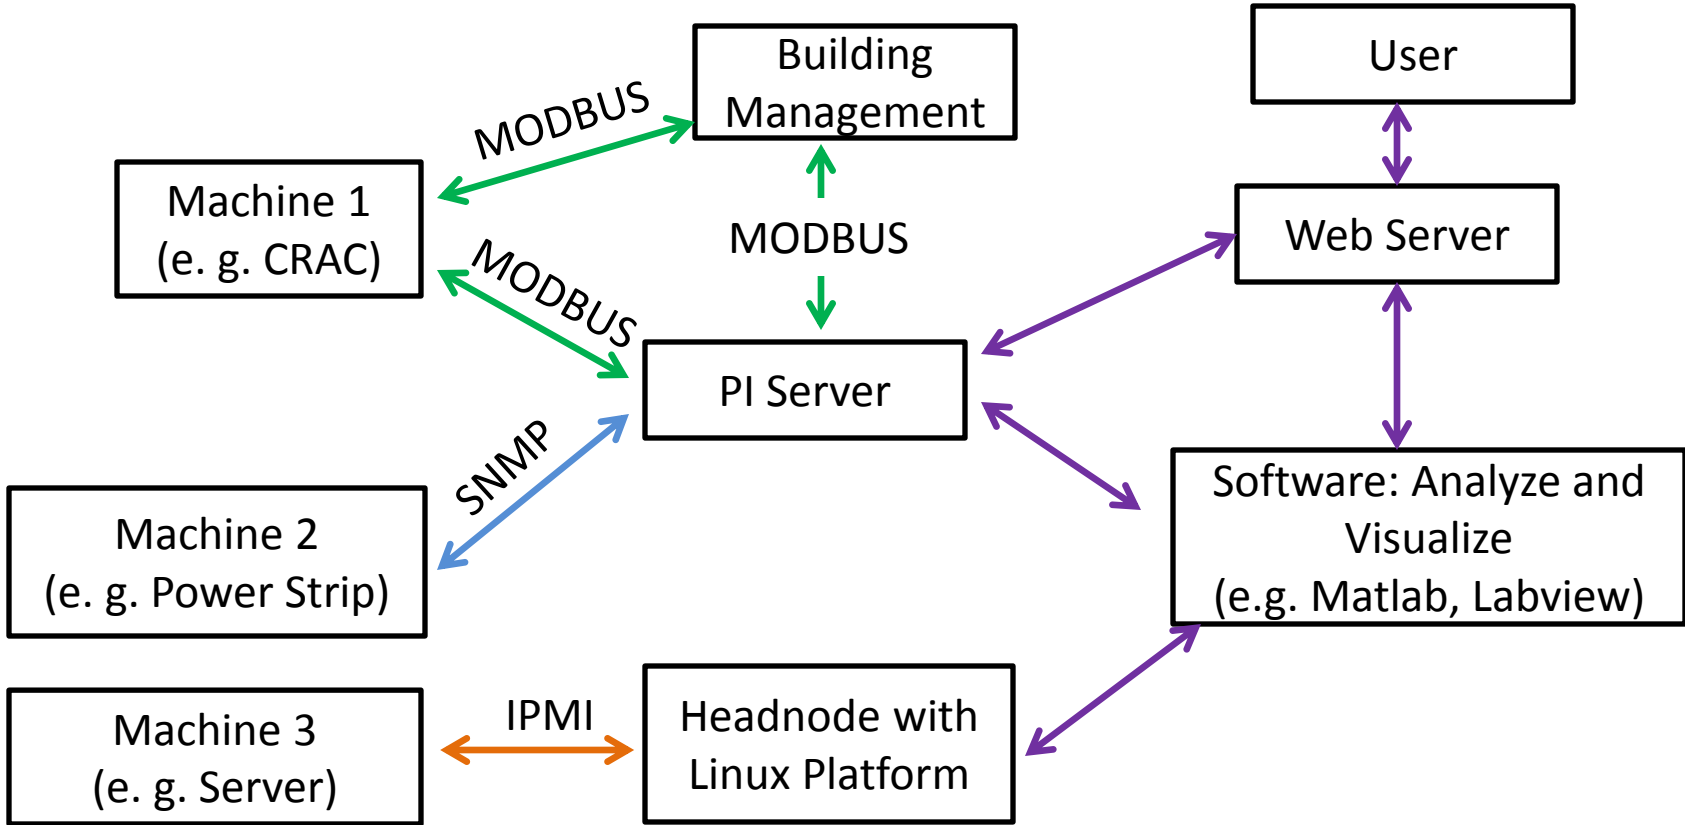 Building
Management
User
MODBUS
Machine 1
(e. g. CRAC)
MODBUS
MODBUS
Web Server
PI Server
SNMP
Software: Analyze and
Visualize
(e.g. Matlab, Labview)
Machine 2
(e. g. Power Strip)
IPMI
Machine 3
(e. g. Server)
Headnode with
Linux Platform